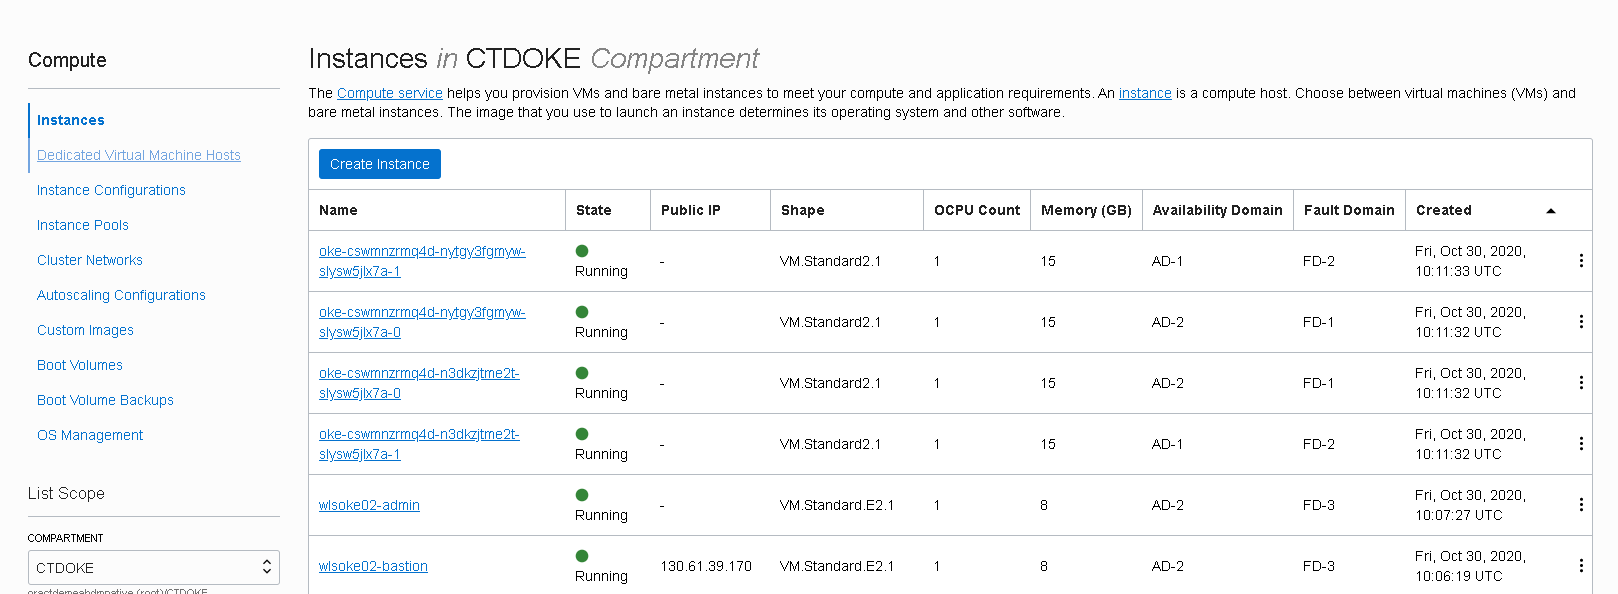 Compute
Instances
Dedicated Virtual Machine Hosts
Instance Configurations
Instance Pools
Cluster Networks
Autoscaling Configurations
Custom Images
Boot Volumes
Boot Volume Backups
OS Management
List Scope
COMPARTMENT
CTDOKE
Instances in CTDOKE Compartment
The Compute service helps you provision VMs and bare metal instances to meet your compute and application requirements. An instance is a compute host. Choose between virtual machines (VMs) and
bare metal instances. The image that you use to launch an instance determines its operating system and other software.
Create Instance
Name State Public IP Shape OCPU Count Memory (GB) Availability Domain Fault Domain Created
oke-cswmnzrmq4d-nytgy3fgmyw- Fri, Oct 30, 2020,
slysw5jlx7a-1 Running - VM.Standard2.1 1 15 AD-1 FD-2 10:11:33 UTC
oke-cswmnzrmq4d-nytgy3fgmyw- Fri, Oct 30, 2020,
slysw5jlx7a-0 Running - VM.Standard2.1 1 15 AD-2 FD-1 10:11:32 UTC
oke-cswmnzrmq4d-n3dkzjtme2t- Fri, Oct 30, 2020,
slysw5jlx7a-0 Running - VM.Standard2.1 1 15 AD-2 FD-1 10:11:32 UTC
oke-cswmnzrmq4d-n3dkzjtme2t- Fri, Oct 30, 2020,
slysw5jlx7a-1 Running - VM.Standard2.1 1 15 AD-1 FD-2 10:11:32 UTC
wlsoke02-admin Running - VM.Standard.E2.1 1 8 AD-2 FD-3 Fri, Oct 30, 2020,
10:07:27 UTC
wlsoke02-bastion Running 130.61.39.170 VM.Standard.E2.1 1 8 AD-2 FD-3 Fri, Oct 30, 2020,
10:06:19 UTC